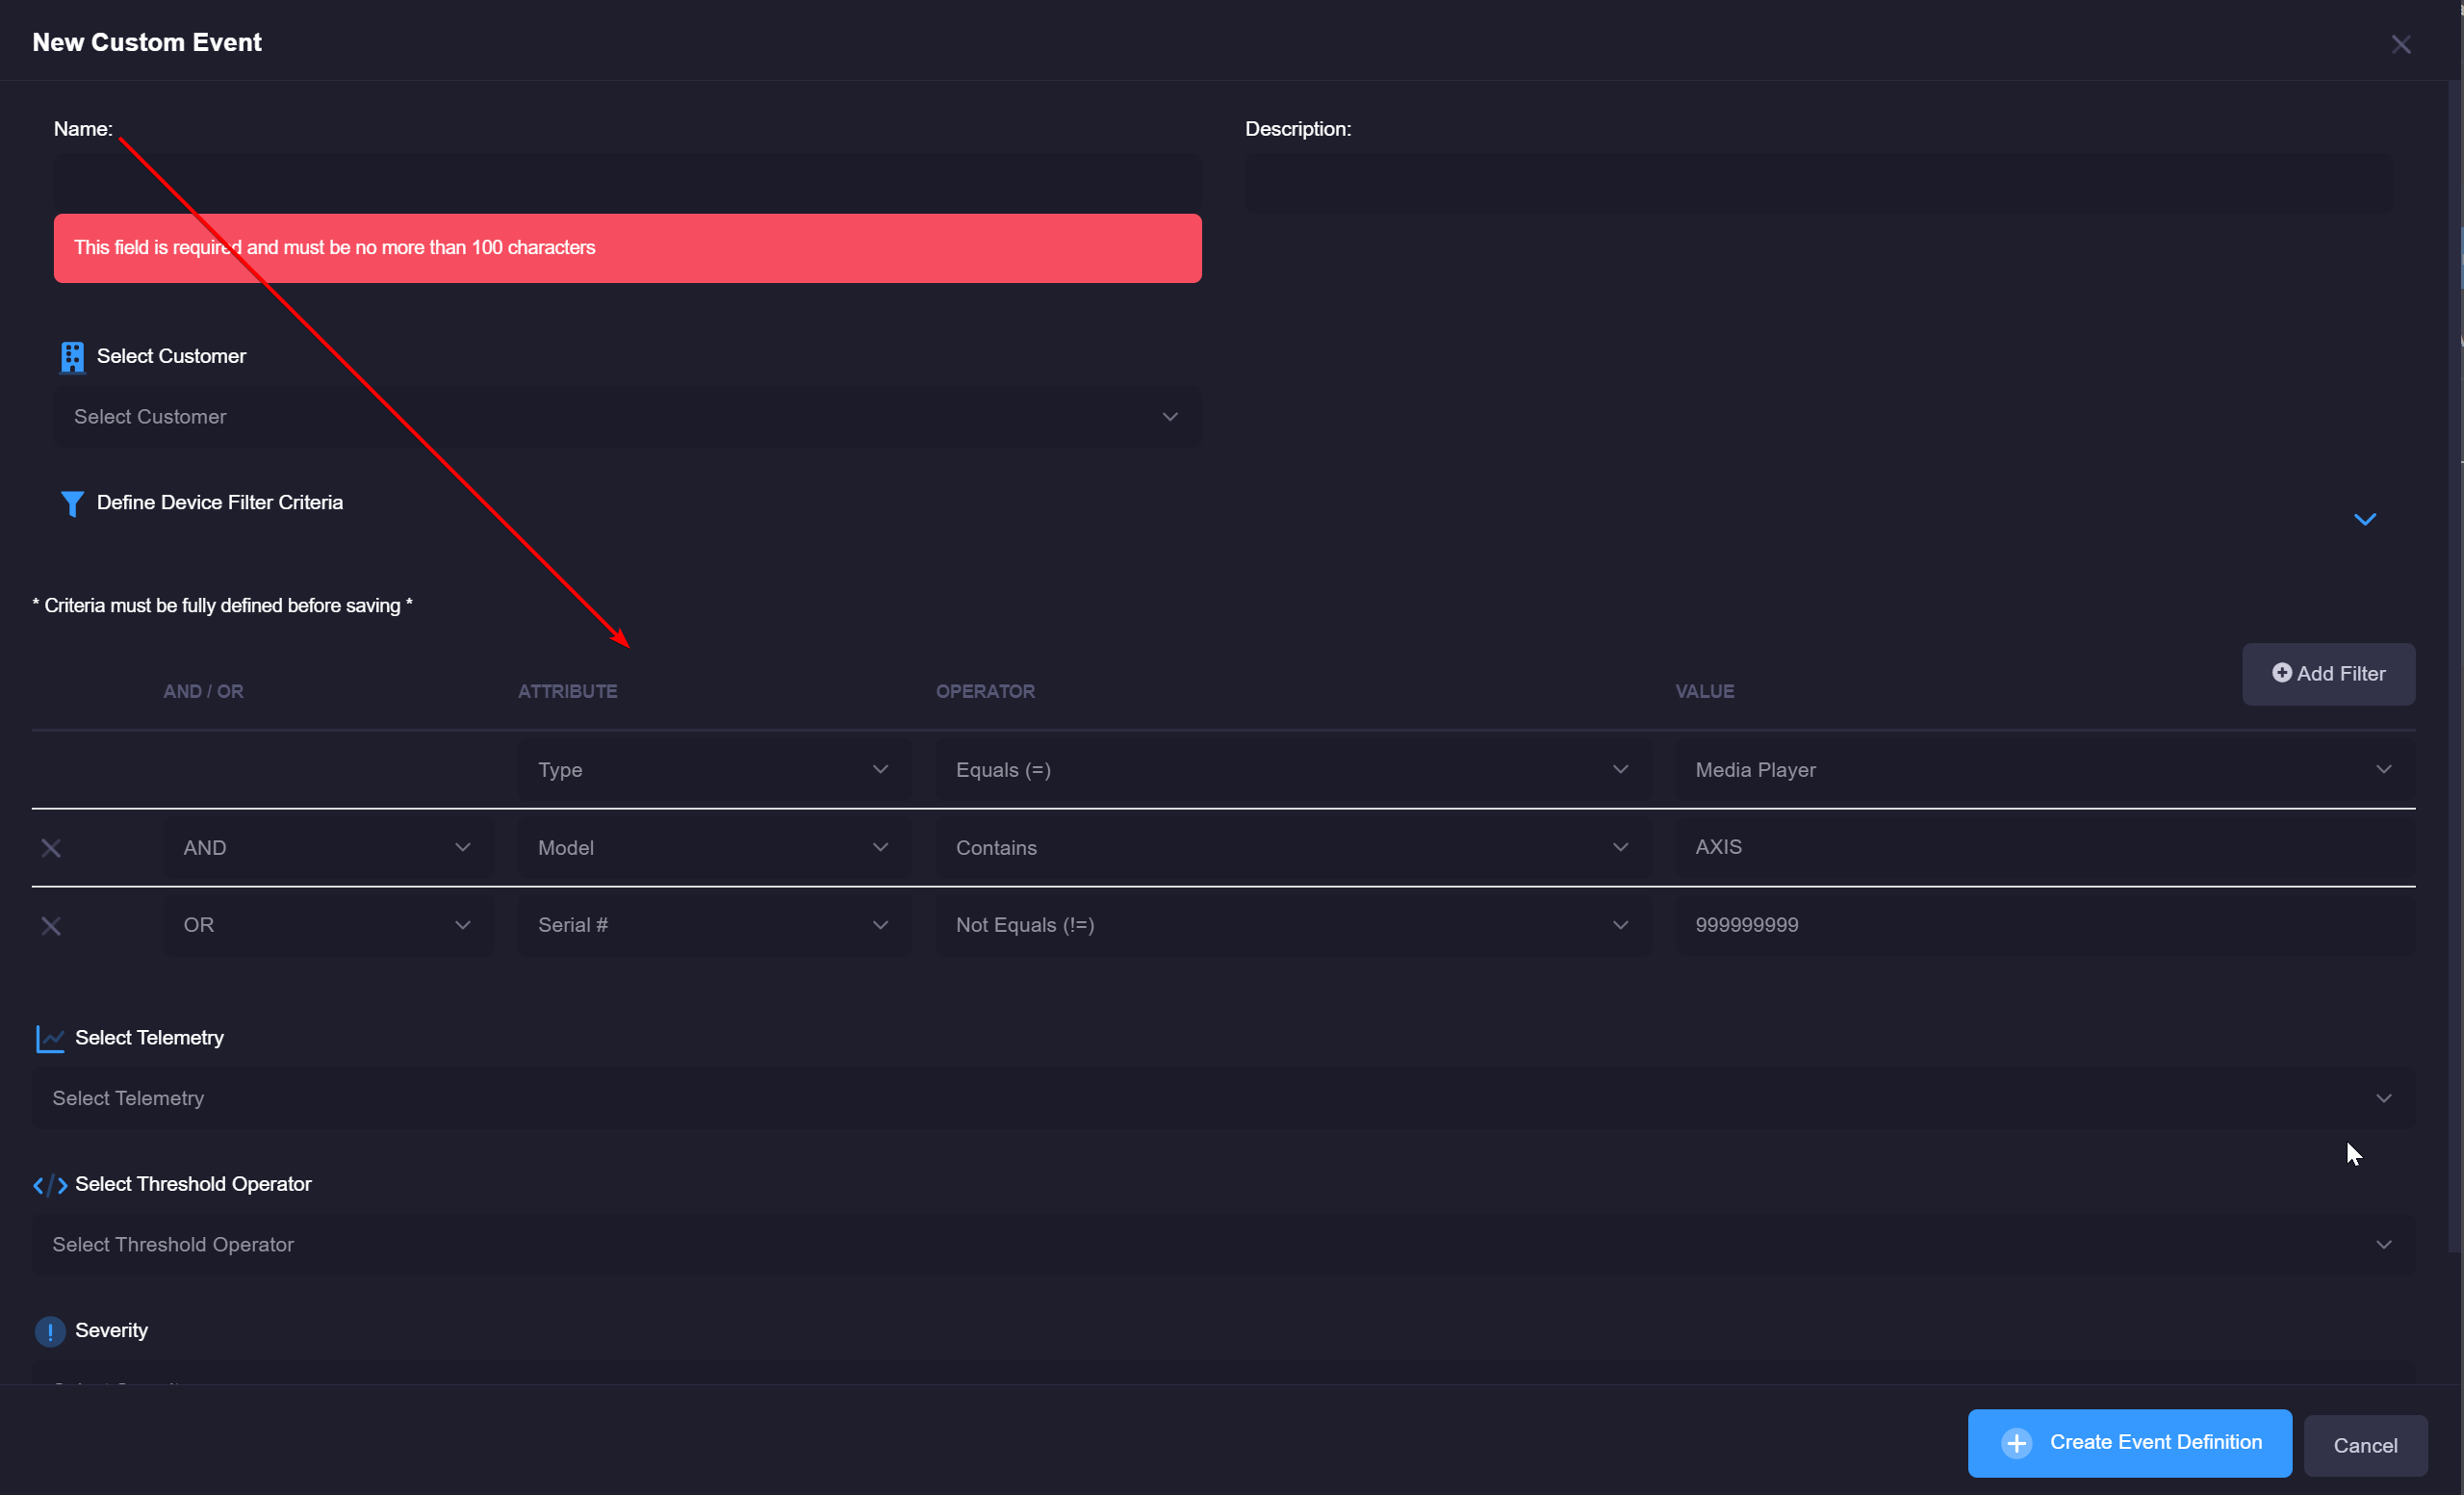 New Custom Event
Name:
Description:
This field is required and must be no more than 100 characters
Select Customer
Select Customer
Define Device Filter Criteria
* Criteria must be fully defined before saving *
Add Filter
AND / OR ATTRIBUTE OPERATOR VALUE
Type Equals (=) Media Player
AND Model Contains AXIS
OR Serial # Not Equals (!=) 999999999
Select Telemetry
Select Telemetry
Select Threshold Operator
Select Threshold Operator
Severity
Create Event Definition
Cancel